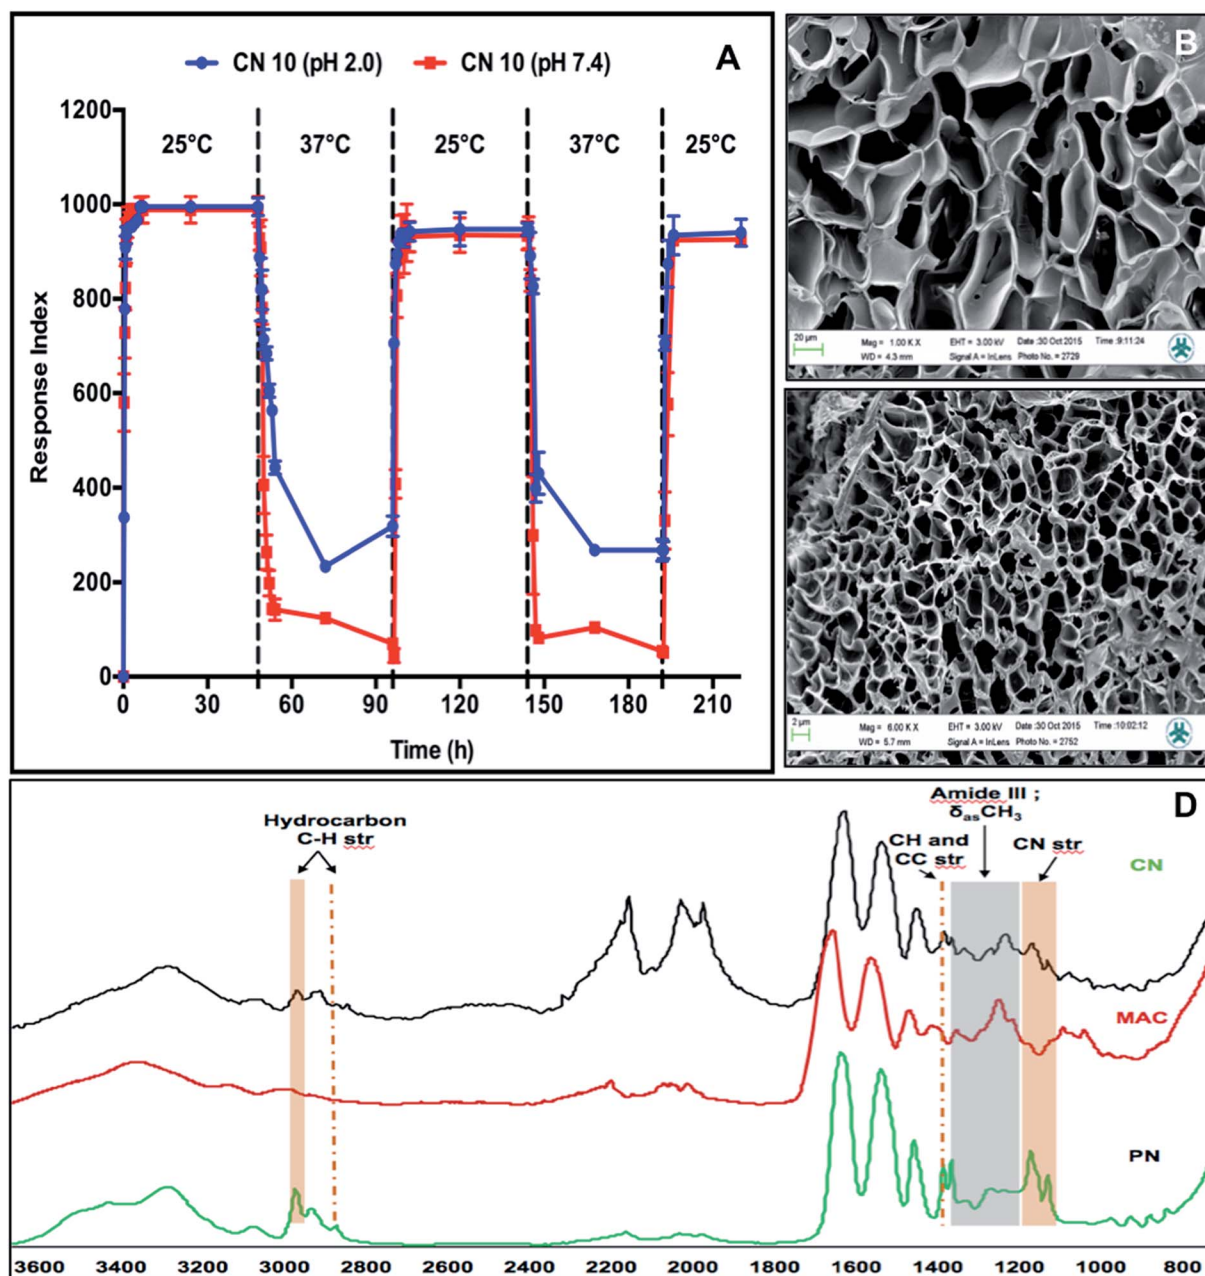 CN 10 (pH 2.0) CN 10 (pH 7.4) A
1200
1000
800
600
400
200
0
Response Index
25°C 37°C 25°C 37°C 25°C
0 30 60 90 120 150 180 210
Time (h)
B
20 µm
Mag = 1.00 K X EHT = 3.00 kV Date :30 Oct 2015 Time :9:11:24
WD = 4.3 mm Signal A = InLens Photo No. = 2729
C
2 µm
Mag = 6.00 K X EHT = 3.00 kV Date :30 Oct 2015 Time :10:02:12
WD = 5.7 mm Signal A = InLens Photo No. = 2752
D
Hydrocarbon
C-H str
Amide III ;
δasCH3
CH and
CC str
CN str
CN
MAC
PN
3600 3400 3200 3000 2800 2600 2400 2200 2000 1800 1600 1400 1200 1000 800